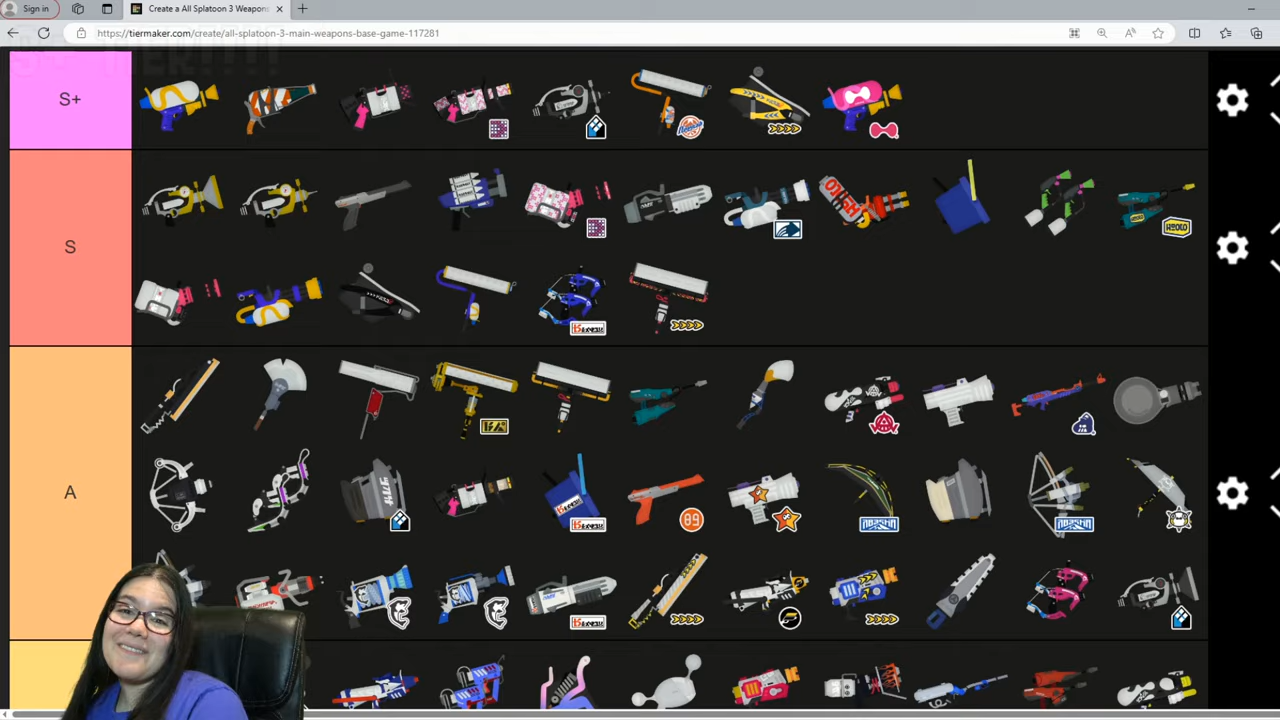 Sign in
Create a All Splatoon 3 Weapons
https://tiermaker.com/create/all-splatoon-3-main-weapons-base-game-117281
S+
S
A
89